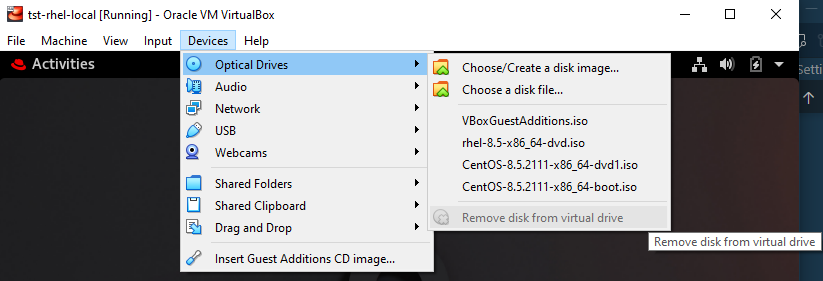 tst-rhel-local [Running] - Oracle VM VirtualBox
File Machine View Input Devices Help
Activities
Optical Drives
Audio
Network
USB
Webcams
Shared Folders
Shared Clipboard
Drag and Drop
Insert Guest Additions CD image...
Choose/Create a disk image...
Choose a disk file...
VBoxGuestAdditions.iso
rhel-8.5-x86_64-dvd.iso
CentOS-8.5.2111-x86_64-dvd1.iso
CentOS-8.5.2111-x86_64-boot.iso
Remove disk from virtual drive
Remove disk from virtual drive
Setti